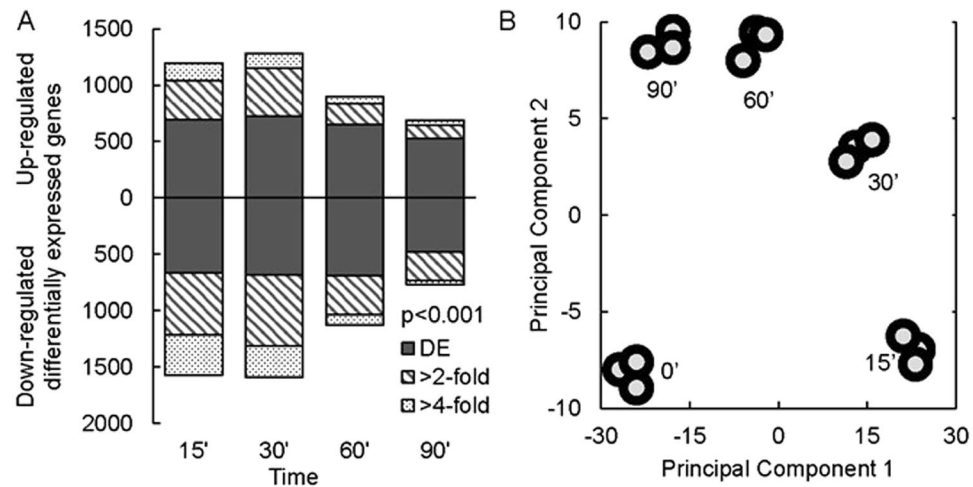 A
Up-regulated
Down-regulated
differentially expressed genes
1500
1000
500
0
500
1000
1500
2000
p<0.001
DE
>2-fold
>4-fold
15'
30'
60'
90'
Time
B
Principal Component 2
10
5
0
-5
-10
90'
60'
30'
15'
0'
-30
-15
0
15
30
Principal Component 1